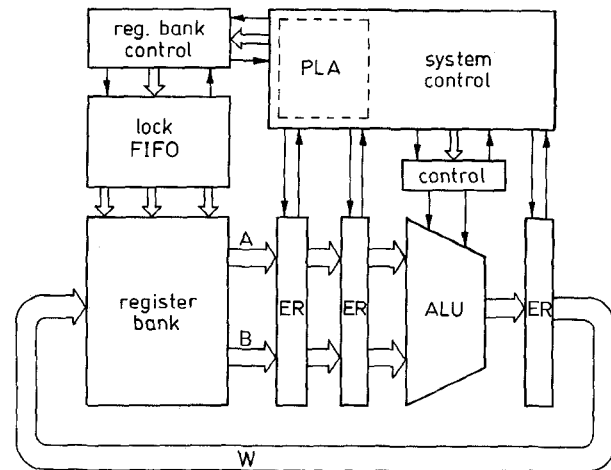 reg. bank
control
PLA
system
control
lock
FIFO
control
A
register
bank
ER
ER
ALU
ER
B
W